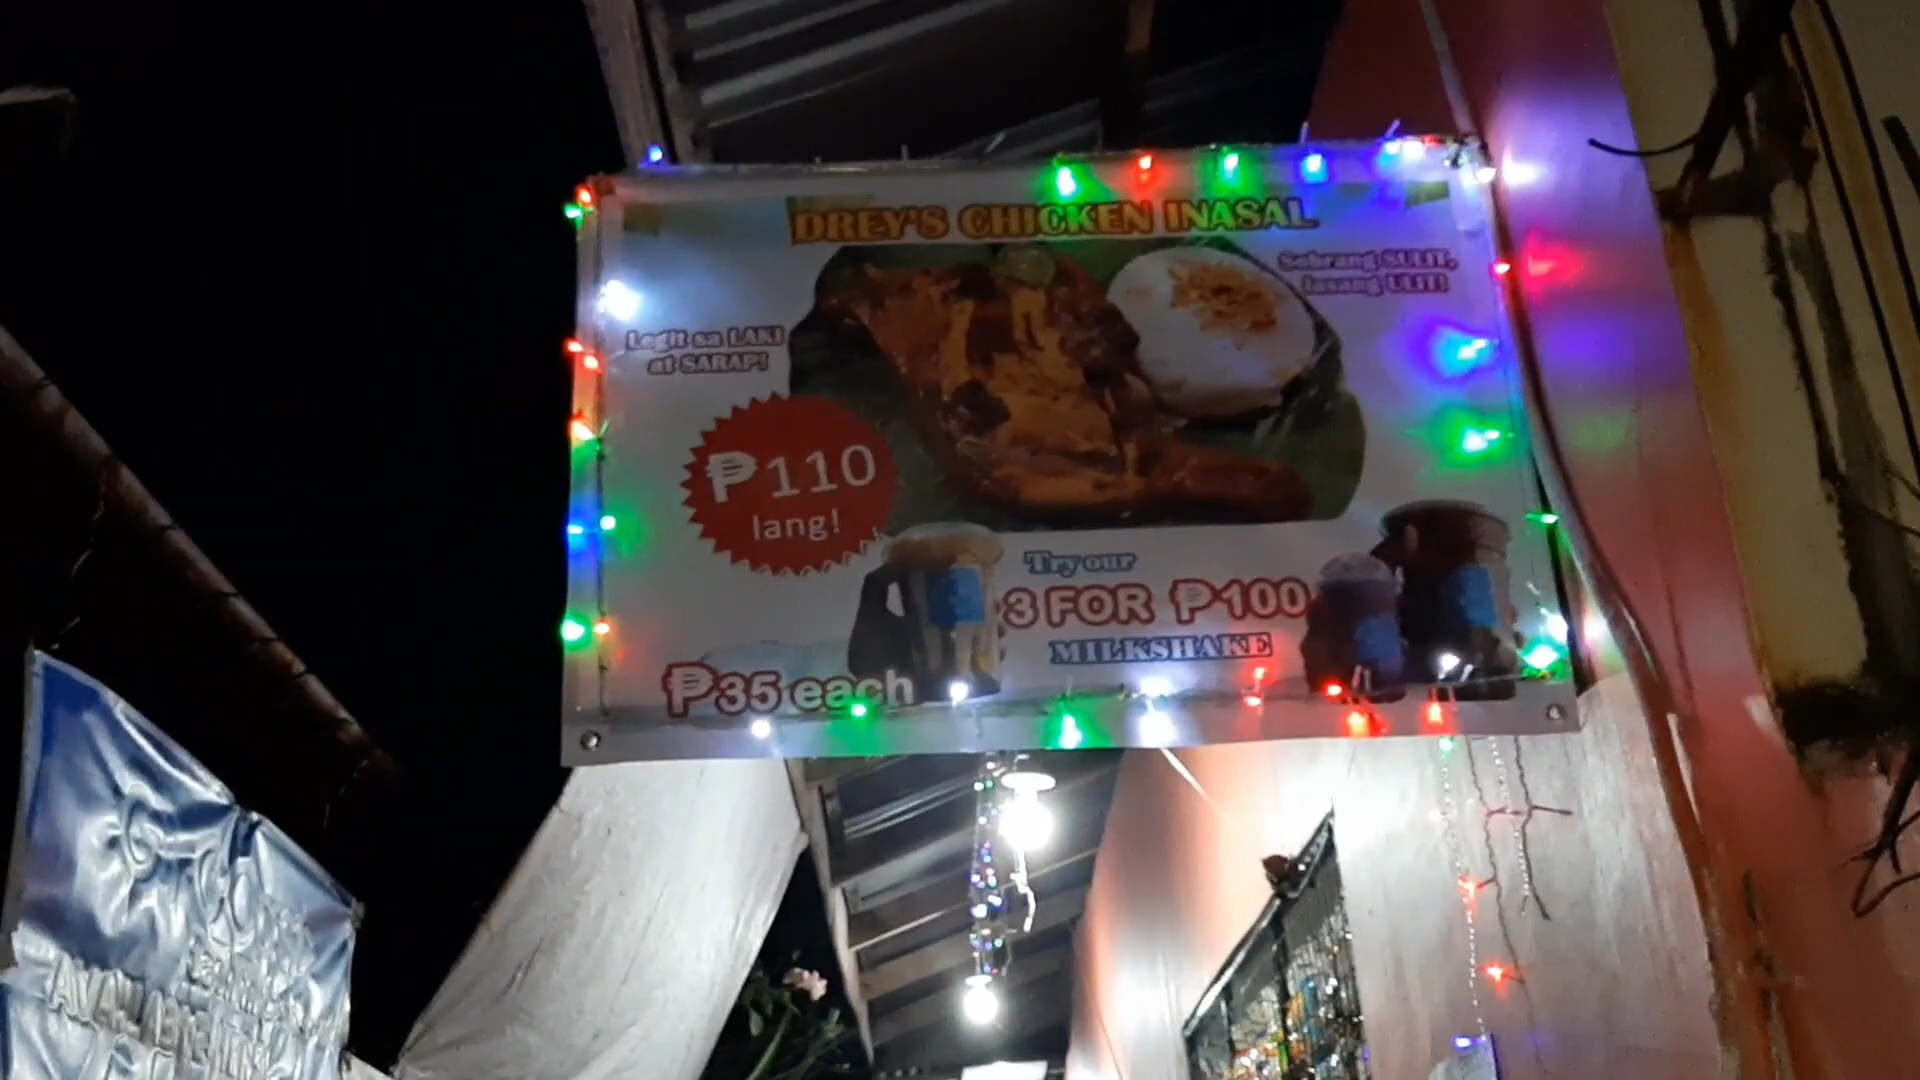 DREY'S CHICKEN INASAL
Sobrang SULIT,
lasang ULIT!
Legit sa LAKI
at SARAP!
₱110
lang!
Try our
3 FOR ₱100
MILKSHAKE
₱35 each